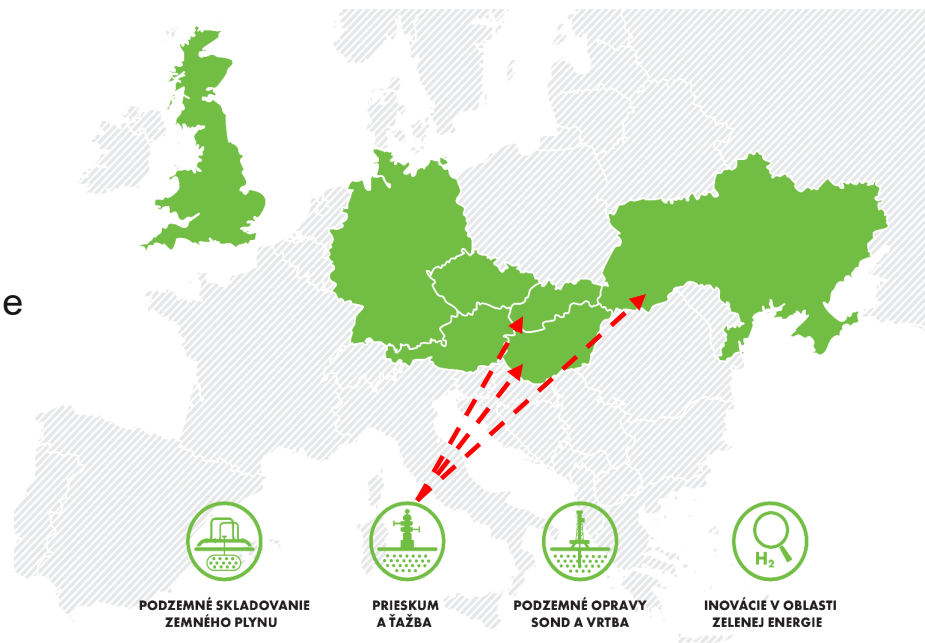 e
PODZEMNÉ SKLADOVANIE
ZEMNÉHO PLYNU
PRIESKUM
A ŤAŽBA
PODZEMNÉ OPRAVY
SOND A VRTBA
H₂
INOVÁCIE V OBLASTI
ZELENEJ ENERGIE